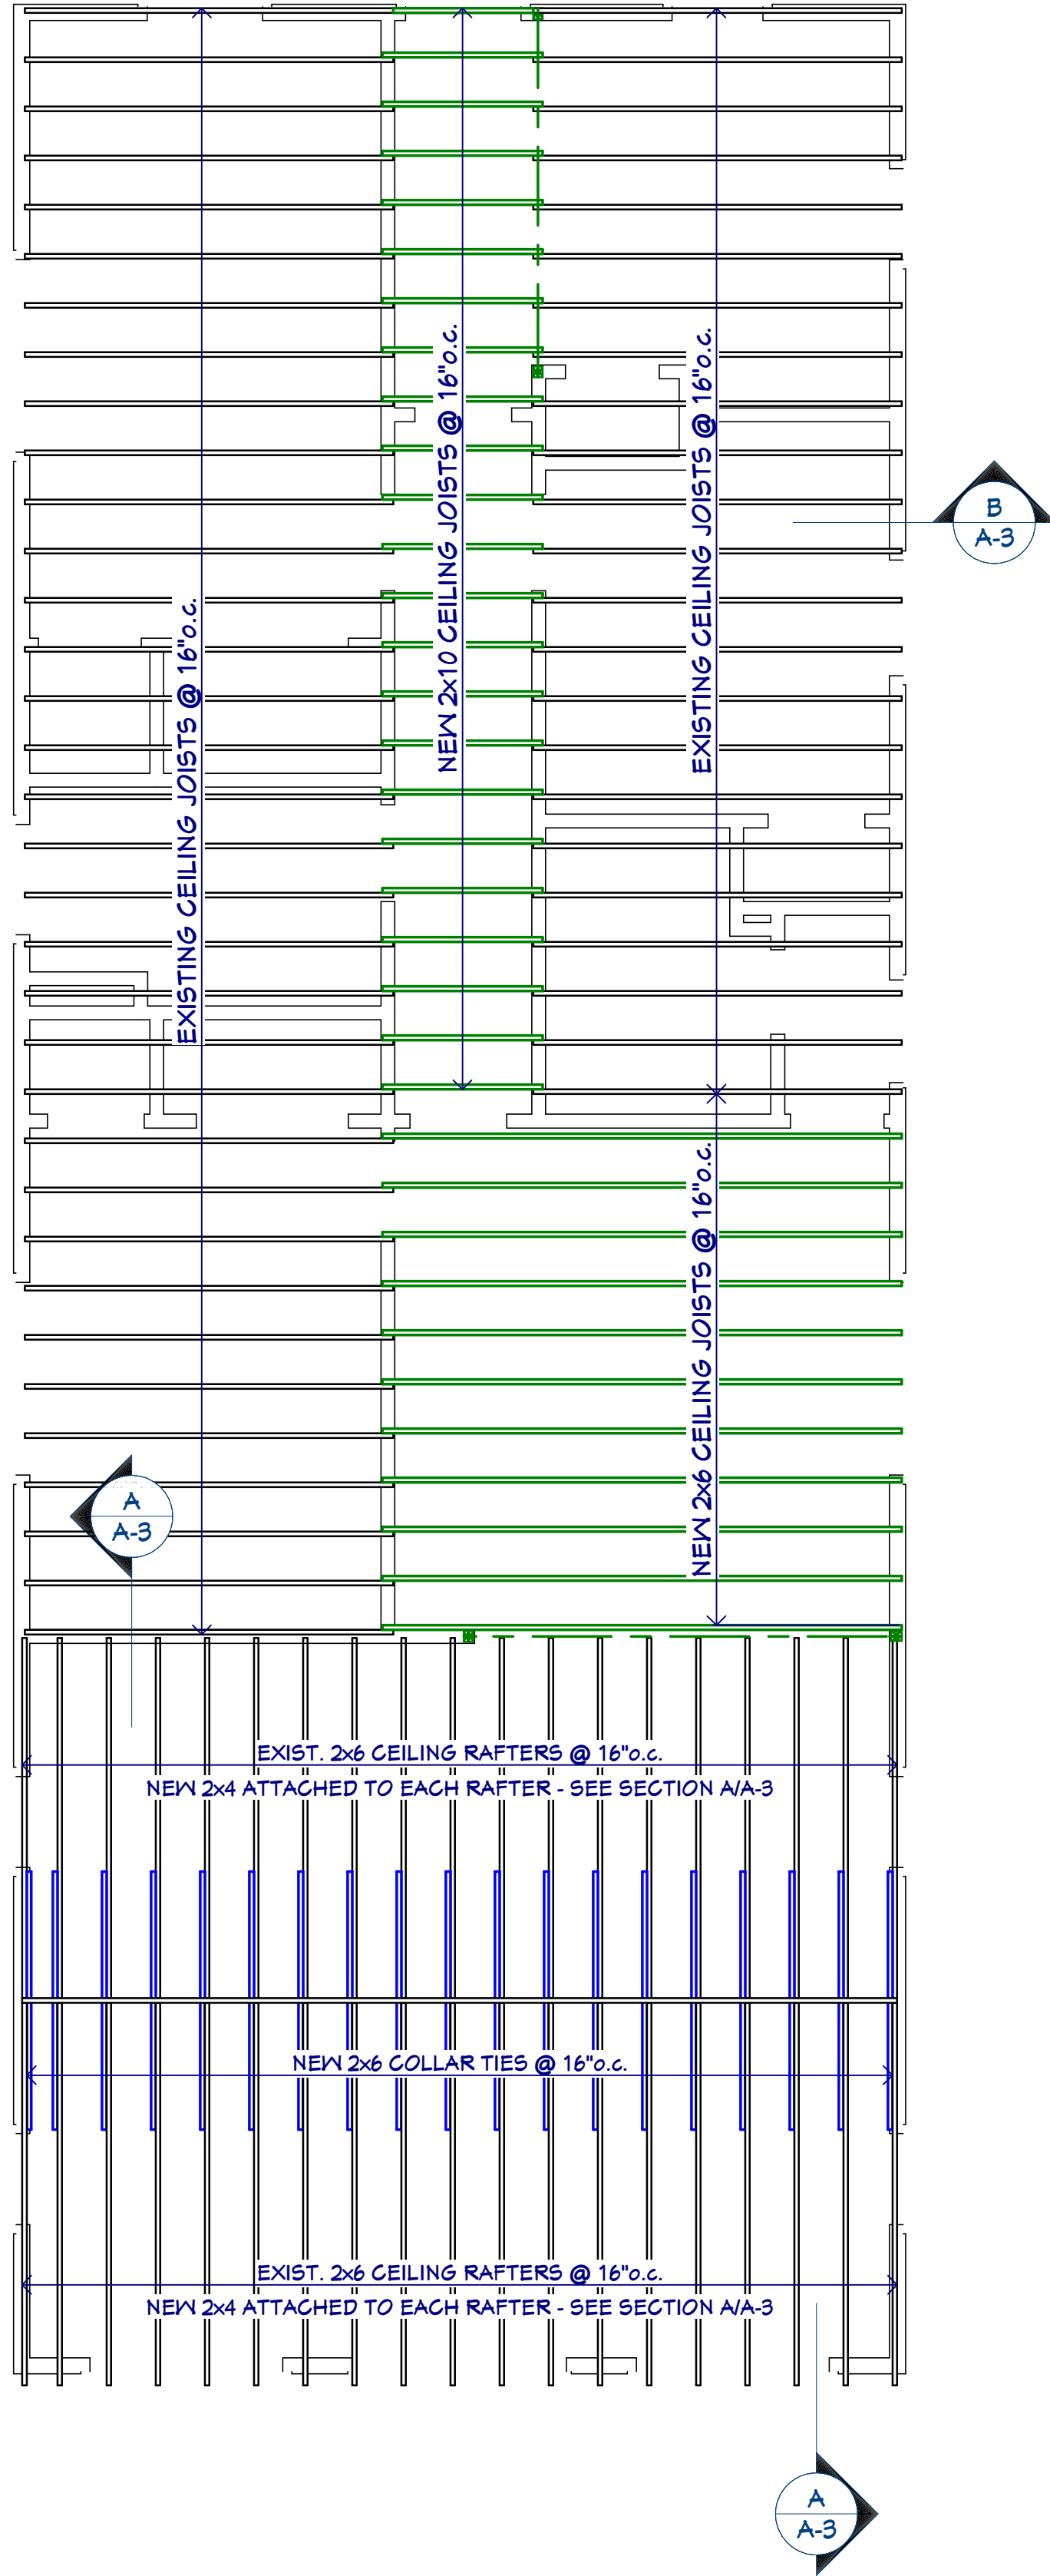 NEW 2x10 CEILING JOISTS @ 16"o.c.
EXISTING CEILING JOISTS @ 16"o.c.
B
A-3
EXISTING CEILING JOISTS @ 16"o.c.
NEW 2x6 CEILING JOISTS @ 16"o.c.
A
A-3
EXIST. 2x6 CEILING RAFTERS @ 16"o.c.
NEW 2x4 ATTACHED TO EACH RAFTER - SEE SECTION A/A-3
NEW 2x6 COLLAR TIES @ 16"o.c.
EXIST. 2x6 CEILING RAFTERS @ 16"o.c.
NEW 2x4 ATTACHED TO EACH RAFTER - SEE SECTION A/A-3
A
A-3